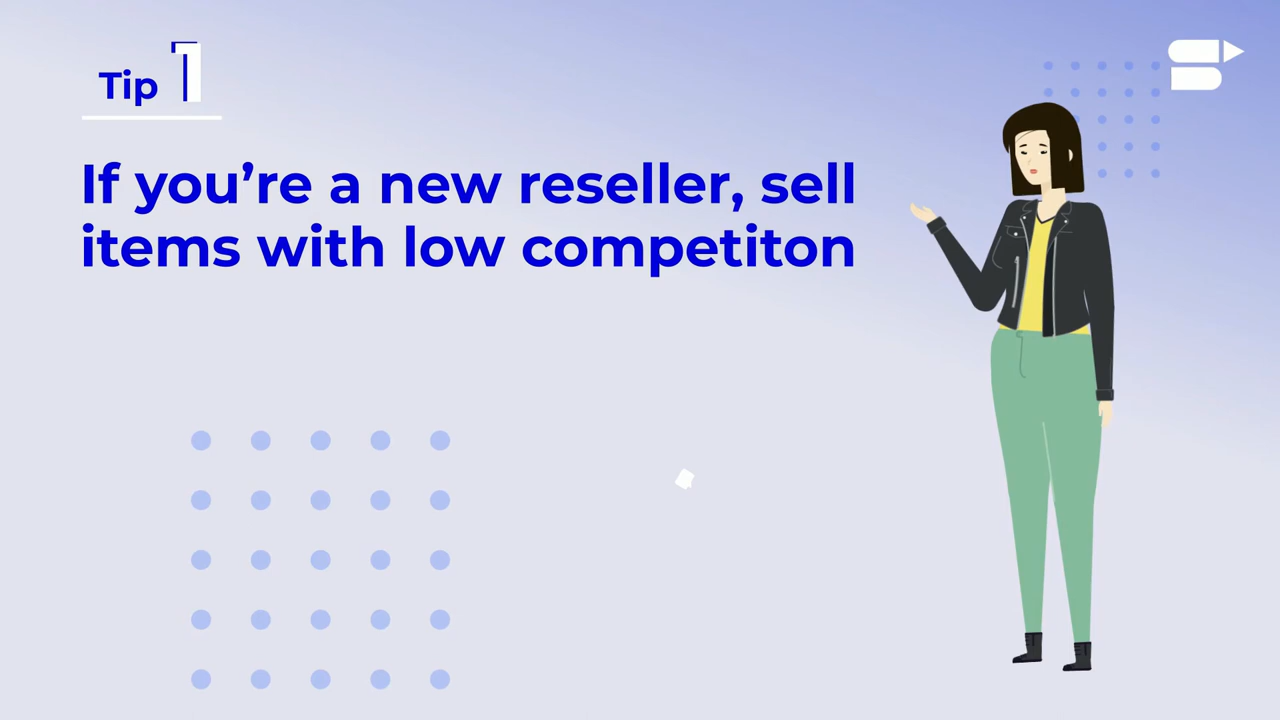 Tip 1
If you’re a new reseller, sell
items with low competiton